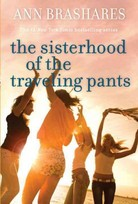 ANN BRASHARES
the sisterhood
of the
traveling pants